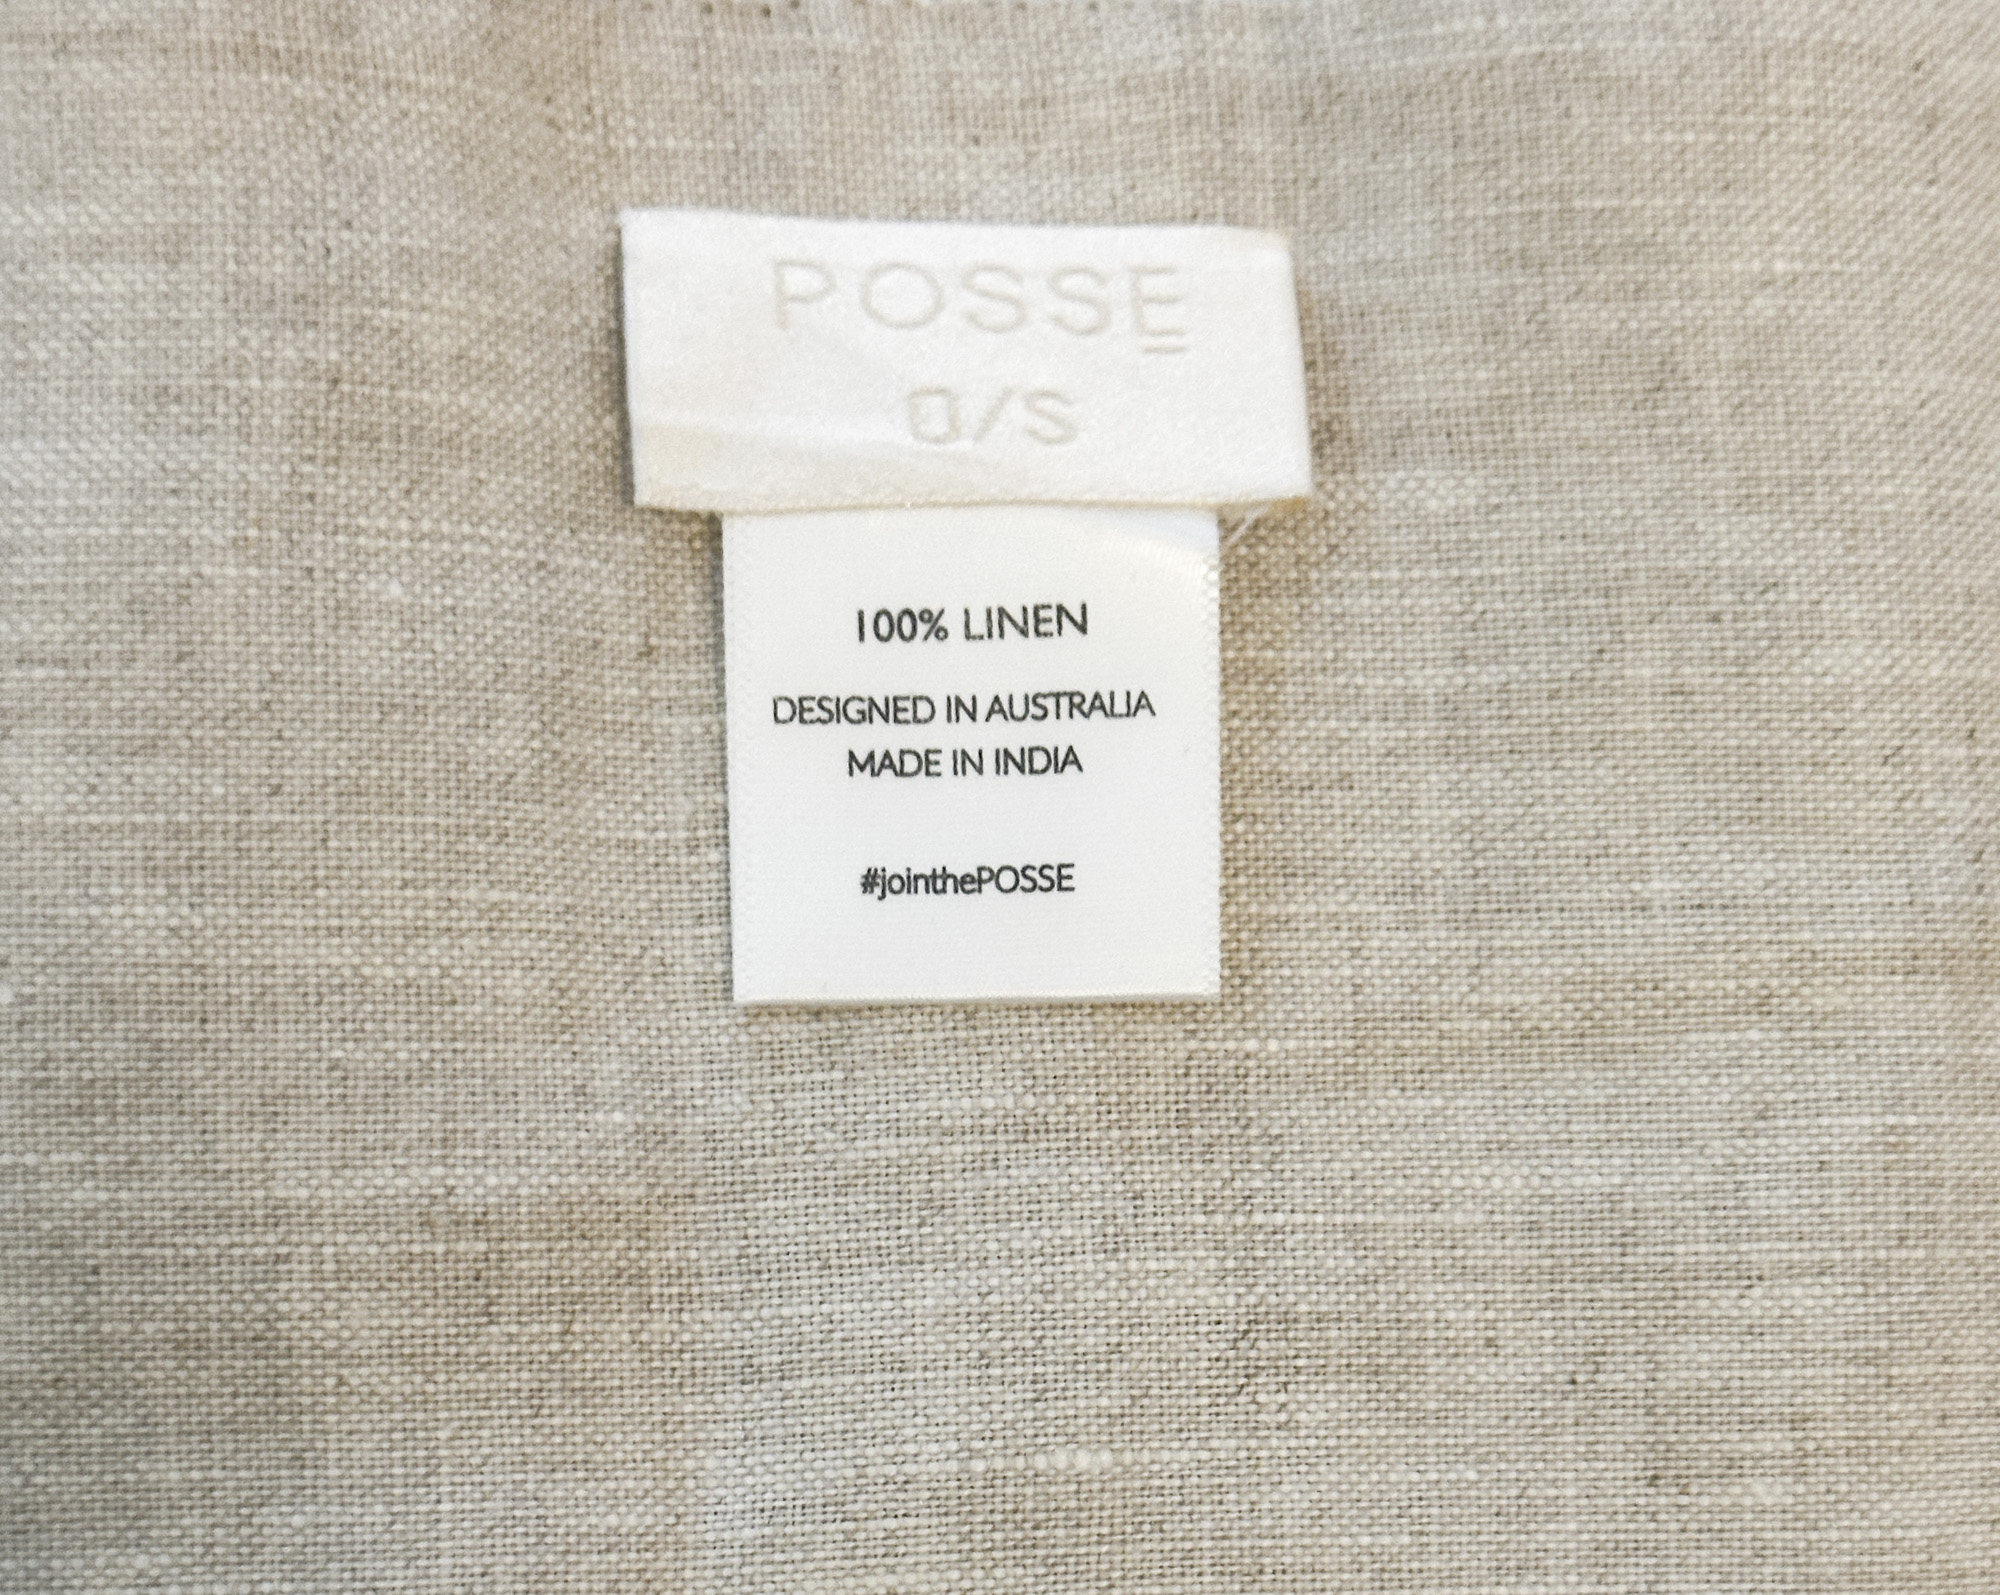 POSSE
O/S
100% LINEN
DESIGNED IN AUSTRALIA
MADE IN INDIA
#jointhePOSSE